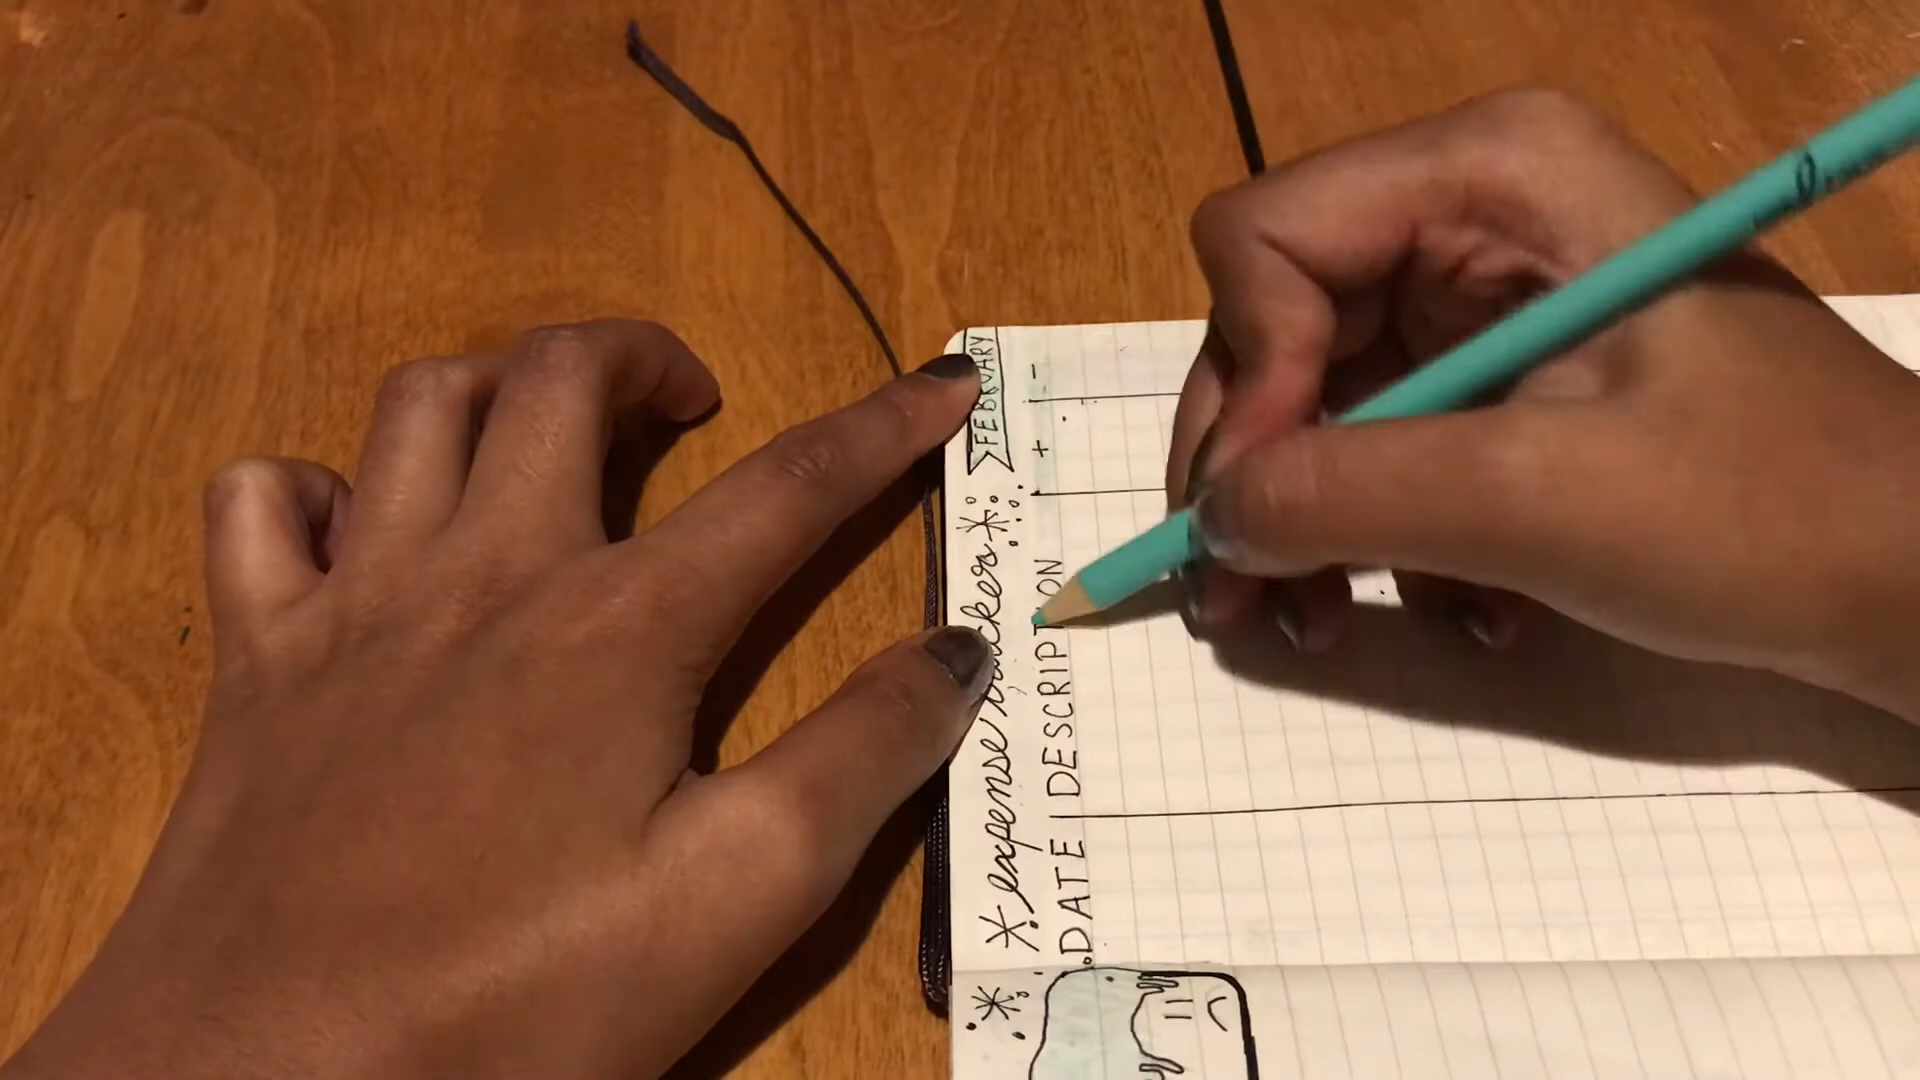 * expense tracker *
FEBRUARY
DATE DESCRIPTION + -